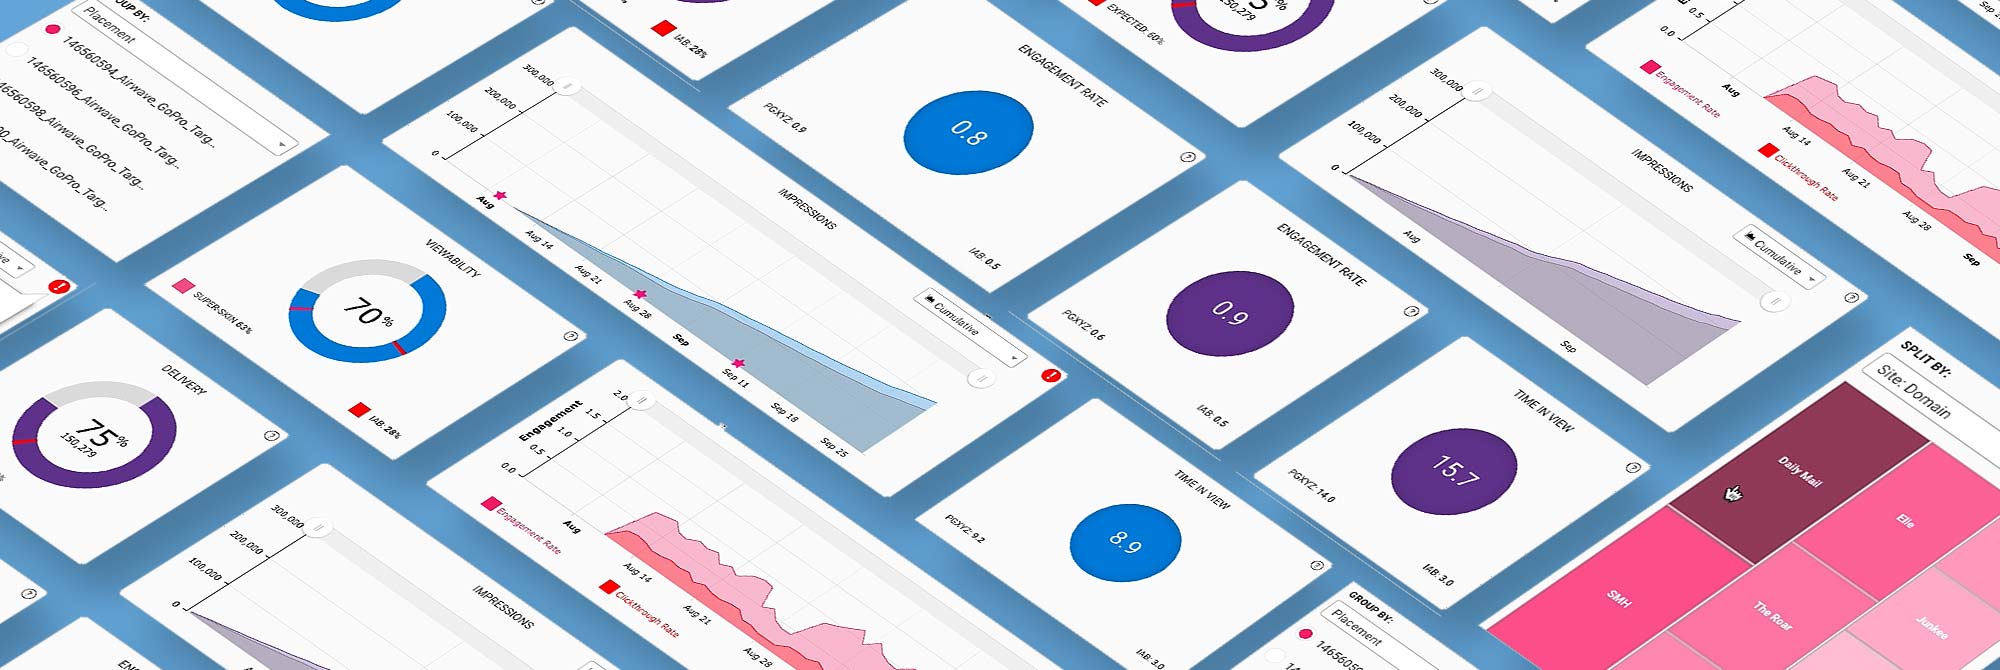 OUP BY:
Placement
146560594_Airwave_GoPro_Targ...
146560596_Airwave_GoPro_Targ...
46560598_Airwave_GoPro_Targ...
00_Airwave_GoPro_Targ...
VIEWABILITY
70%
SUPER-SKIN 63%
IAB: 28%
DELIVERY
75%
150,279
IAB: 28%
300,000
200,000
100,000
0
IMPRESSIONS
Cumulative
Aug
Aug 14
Aug 21
Aug 28
Sep
Sep 11
Sep 18
Sep 25
ENGAGEMENT RATE
0.8
PGXYZ: 0.9
IAB: 0.5
EXPECTED: 60%
150,279
ENGAGEMENT RATE
0.9
PGXYZ: 0.6
IAB: 0.5
300,000
200,000
100,000
0
IMPRESSIONS
Cumulative
Aug
Sep
0.5
0.0
Engagement Rate
Clickthrough Rate
Aug
Aug 14
Aug 21
Aug 28
Sep
300,000
200,000
100,000
0
IMPRESSIONS
Engagement
2.0
1.5
1.0
0.5
0.0
Engagement Rate
Clickthrough Rate
Aug
Aug 14
Aug 21
Aug 28
TIME IN VIEW
8.9
PGXYZ: 9.2
IAB: 3.0
TIME IN VIEW
15.7
PGXYZ: 14.0
IAB: 3.0
GROUP BY:
Placement
SPLIT BY:
Site: Domain
Daily Mail
Elle
SMH
The Roar
Junkee